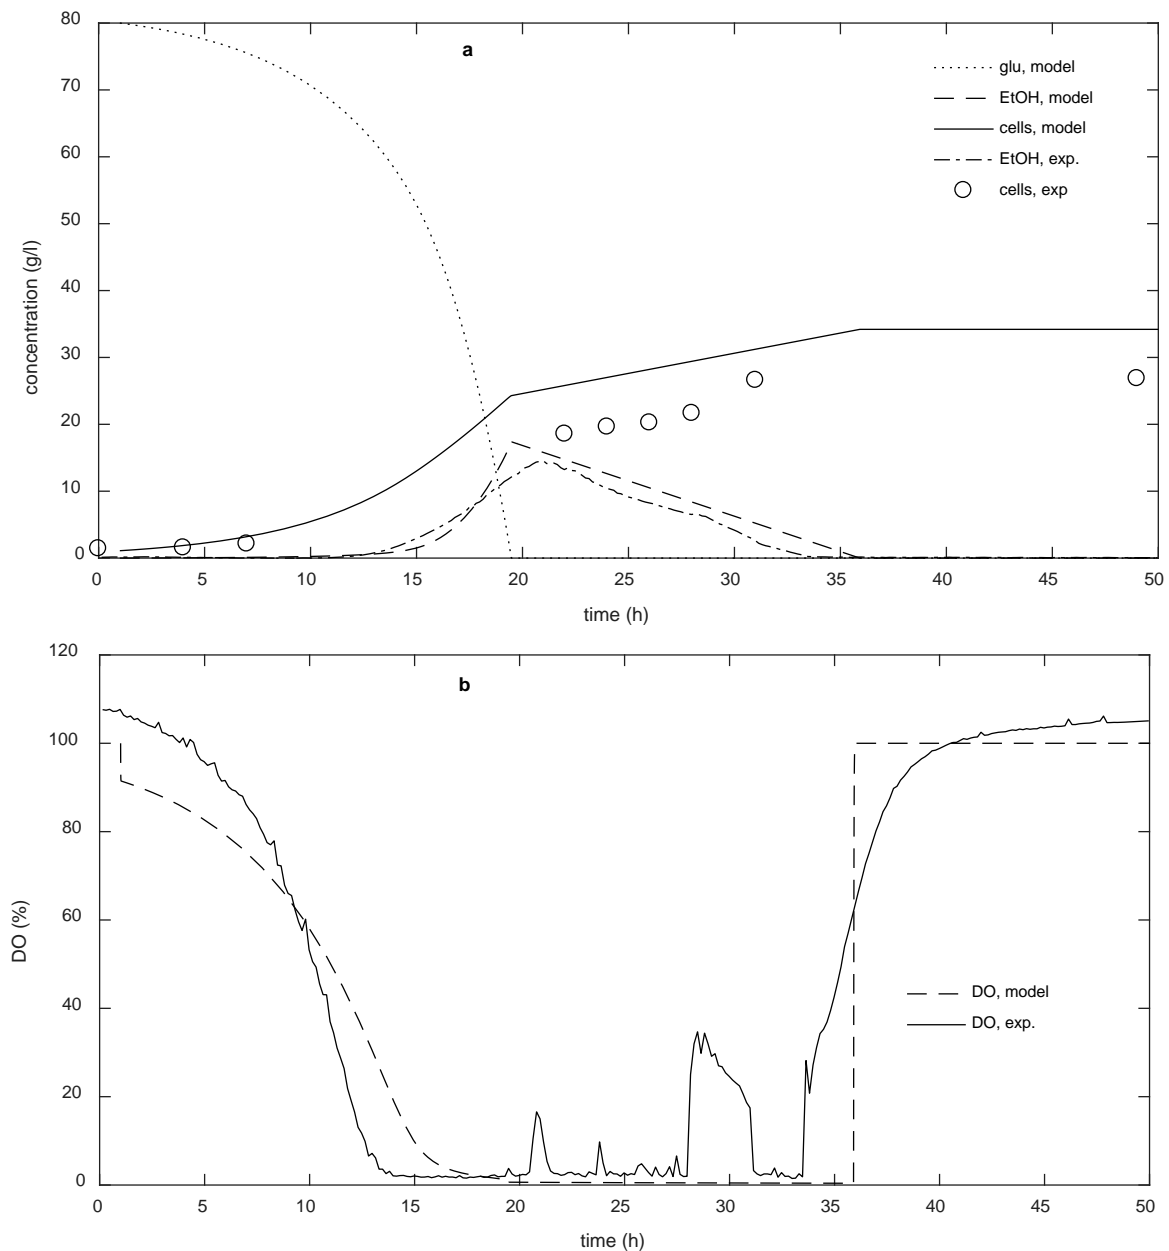 80
a
glu, model
70
EtOH, model
cells, model
60
EtOH, exp.
cells, exp
50
40
30
20
10
0
concentration (g/l)
0 5 10 15 20 25 30 35 40 45 50
time (h)
120
b
100
80
60
40
20
0
DO (%)
DO, model
DO, exp.
0 5 10 15 20 25 30 35 40 45 50
time (h)